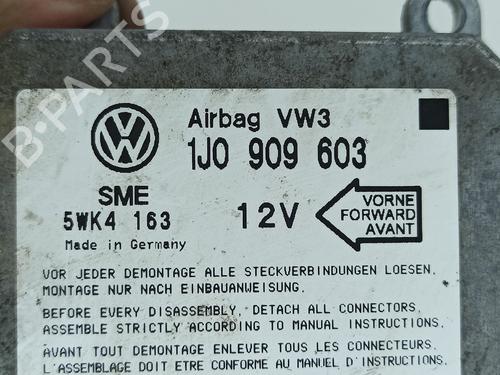 Airbag VW3
1J0 909 603
SME
5WK4 163
Made in Germany
12V
VORNE
FORWARD
AVANT
VOR JEDER DEMONTAGE ALLE STECKVERBINDUNGEN LOESEN,
MONTAGE NUR NACH EINBAUANWEISUNG.
BEFORE EVERY DISASSEMBLY, DETACH ALL CONNECTORS,
ASSEMBLE STRICTLY ACCORDING TO MANUAL INSTRUCTIONS.
AVANT TOUT DEMONTAGE ENLEVER TOUS LES CONNECTEURS.
L'ASSEMBLAGE DOIT ETRE CONFORME AU MANUEL D'INSTRUCTIONS.
B-PARTS